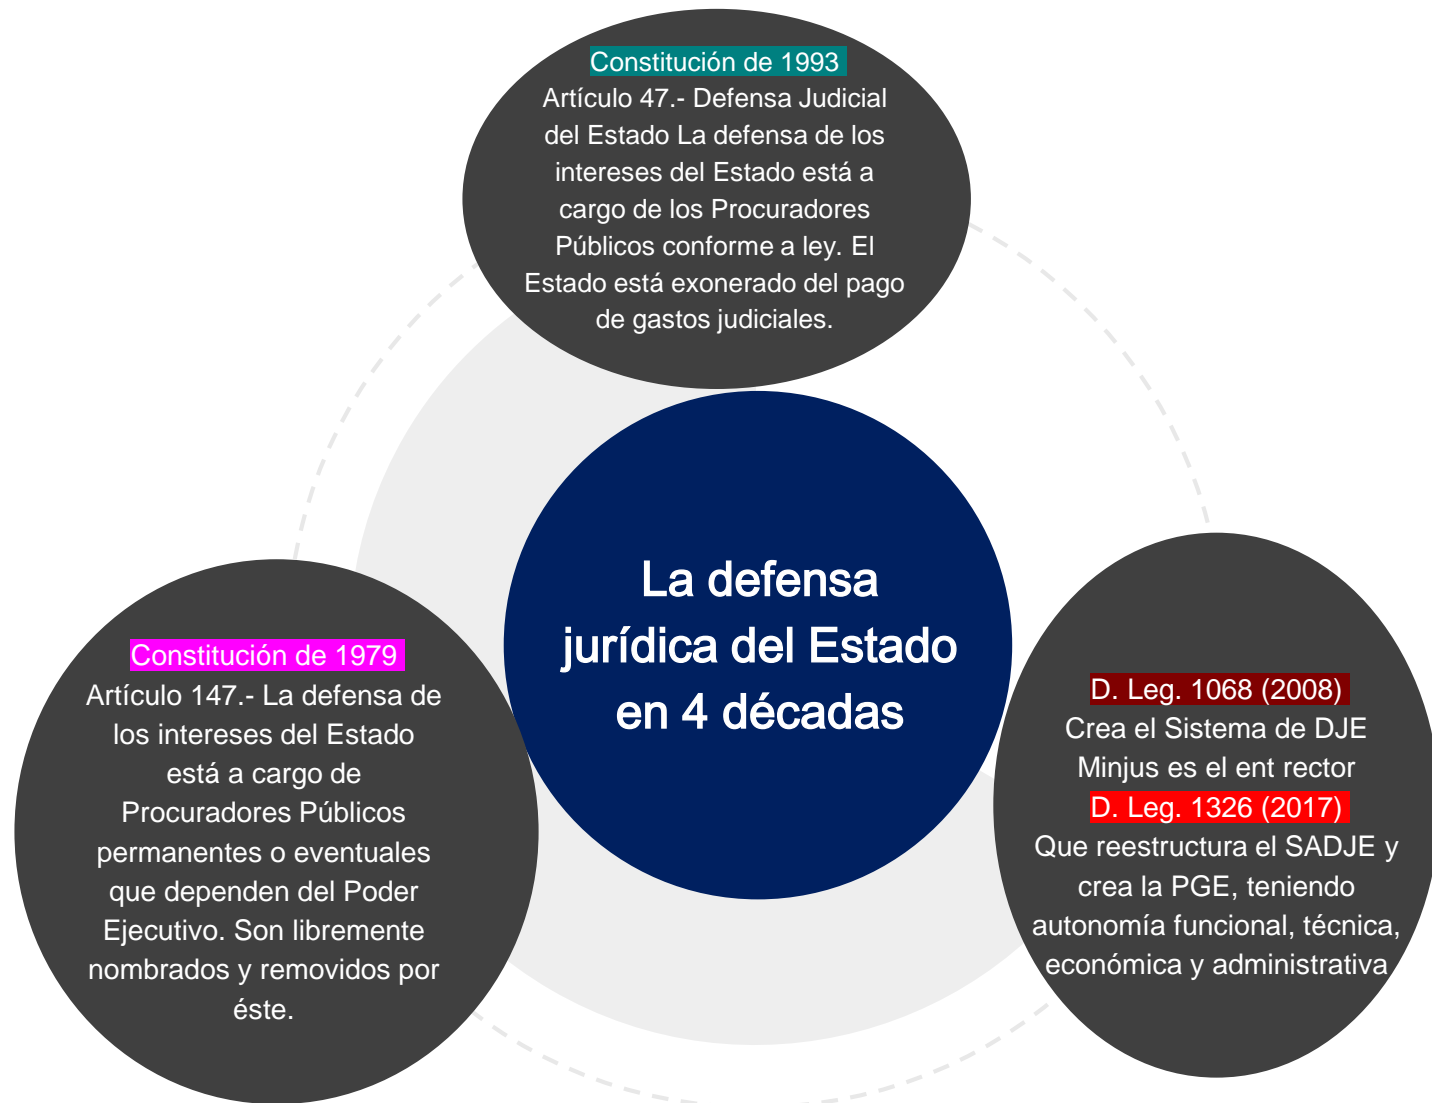 Constitución de 1993
Artículo 47.- Defensa Judicial
del Estado La defensa de los
intereses del Estado está a
cargo de los Procuradores
Públicos conforme a ley. El
Estado está exonerado del pago
de gastos judiciales.
La defensa
jurídica del Estado
en 4 décadas
Constitución de 1979
Artículo 147.- La defensa de
los intereses del Estado
está a cargo de
Procuradores Públicos
permanentes o eventuales
que dependen del Poder
Ejecutivo. Son libremente
nombrados y removidos por
éste.
D. Leg. 1068 (2008)
Crea el Sistema de DJE
Minjus es el ent rector
D. Leg. 1326 (2017)
Que reestructura el SADJE y
crea la PGE, teniendo
autonomía funcional, técnica,
económica y administrativa